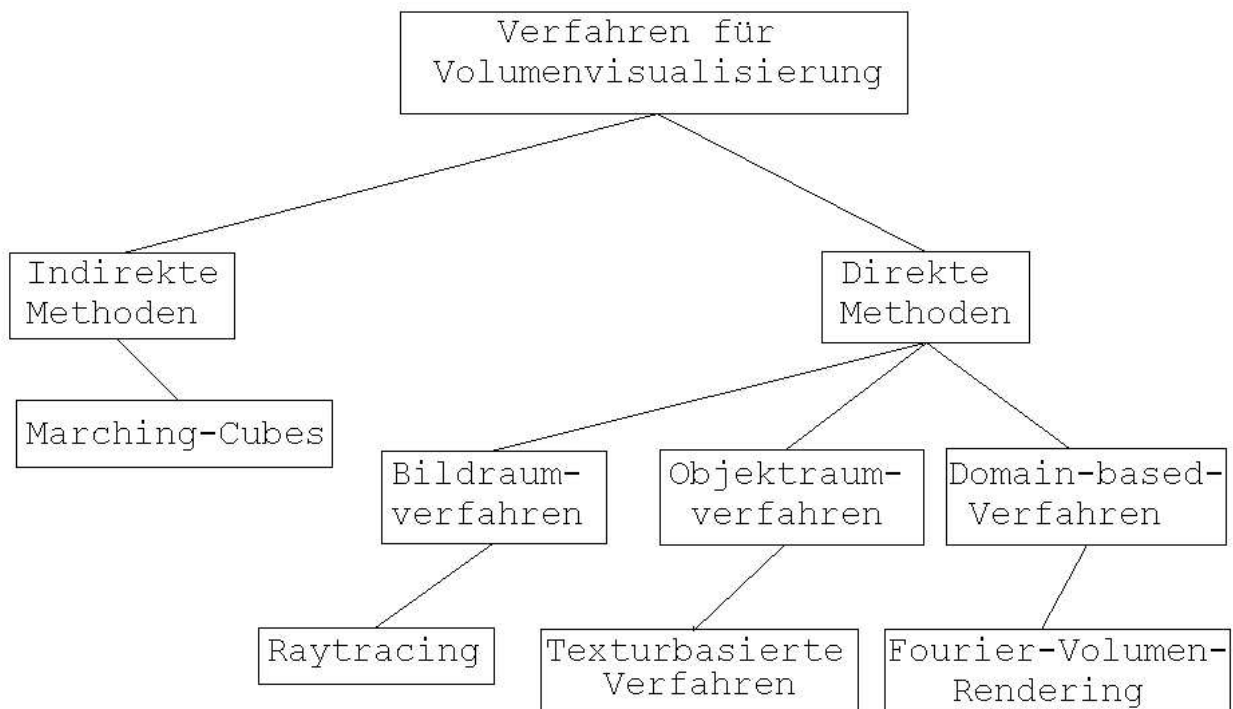 Verfahren für
Volumenvisualisierung
Indirekte
Methoden
Direkte
Methoden
Marching-Cubes
Bildraum-
verfahren
Objektraum-
verfahren
Domain-based-
Verfahren
Raytracing
Texturbasierte
Verfahren
Fourier-Volumen-
Rendering